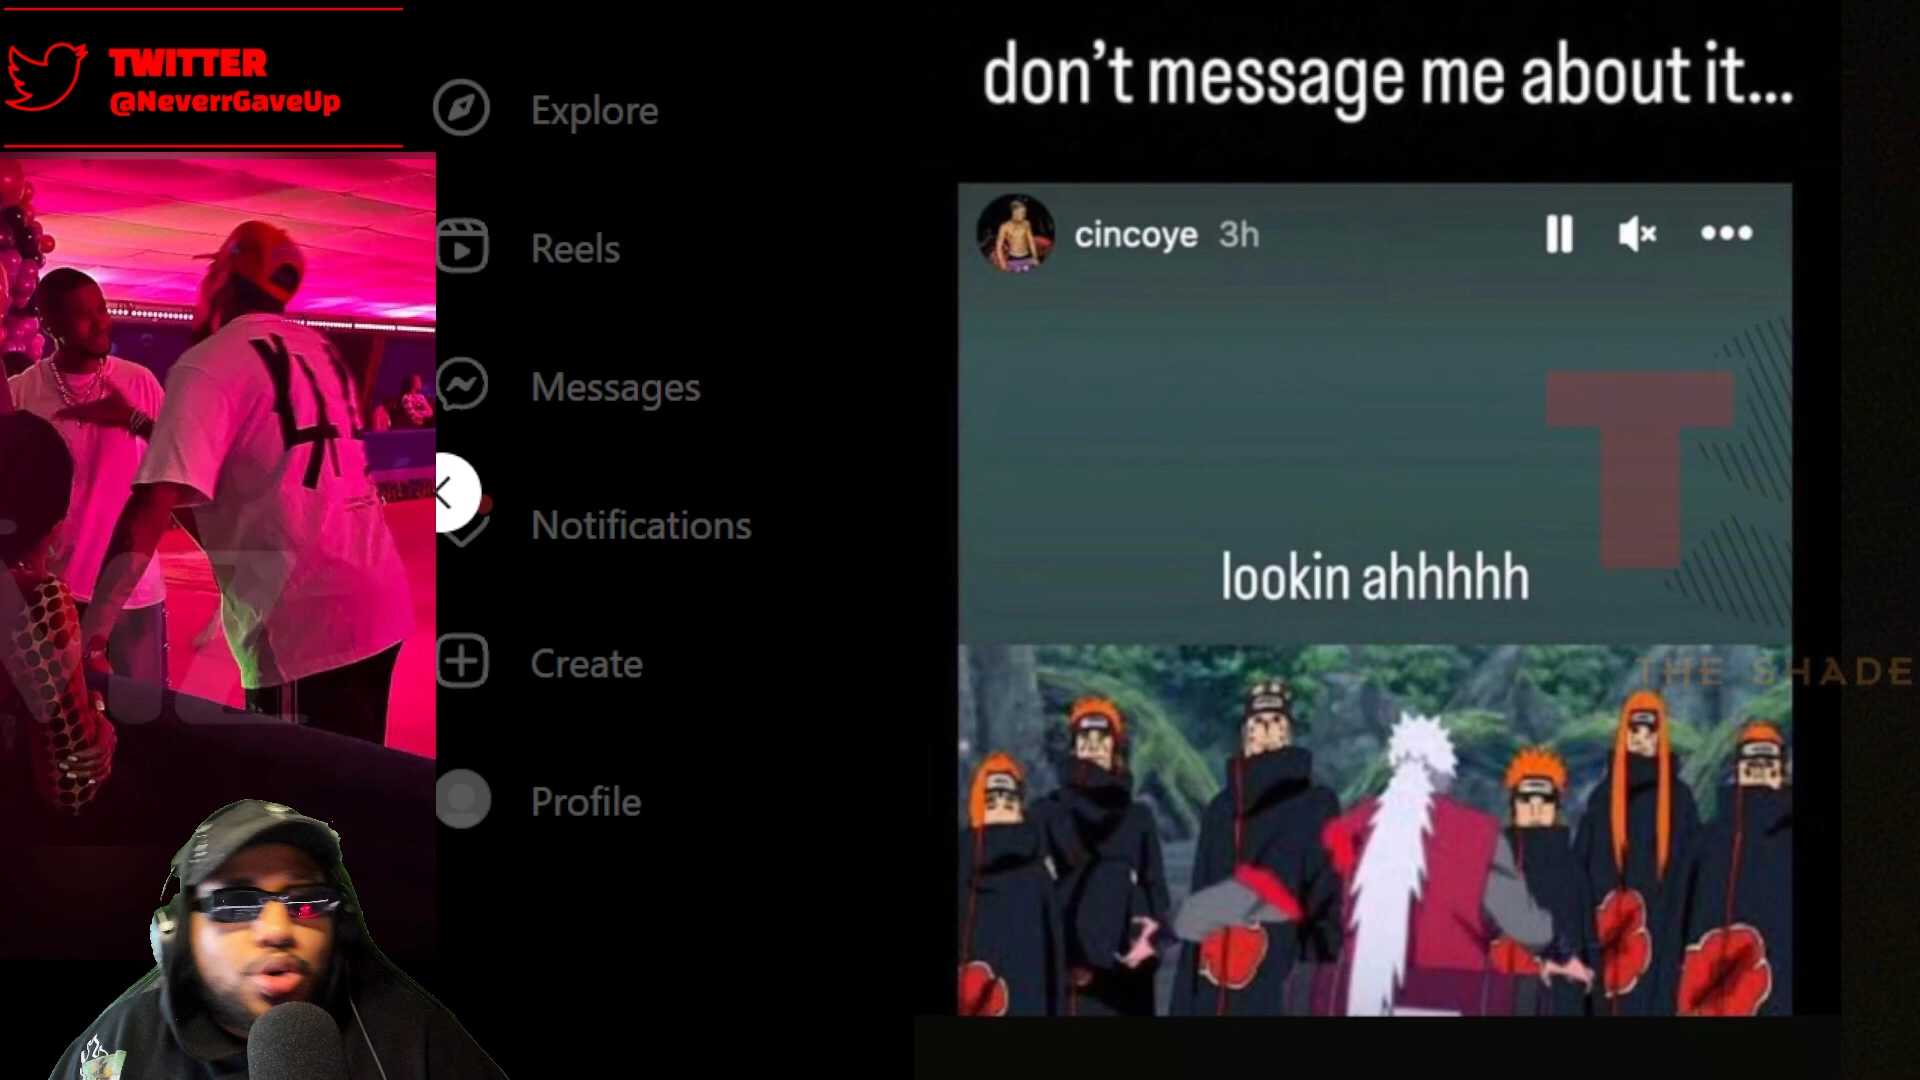 TWITTER
@NeverrGaveUp
Explore
Reels
Messages
Notifications
Create
Profile
don't message me about it...
cincoye 3h
T
lookin ahhhhh
THE SHADE